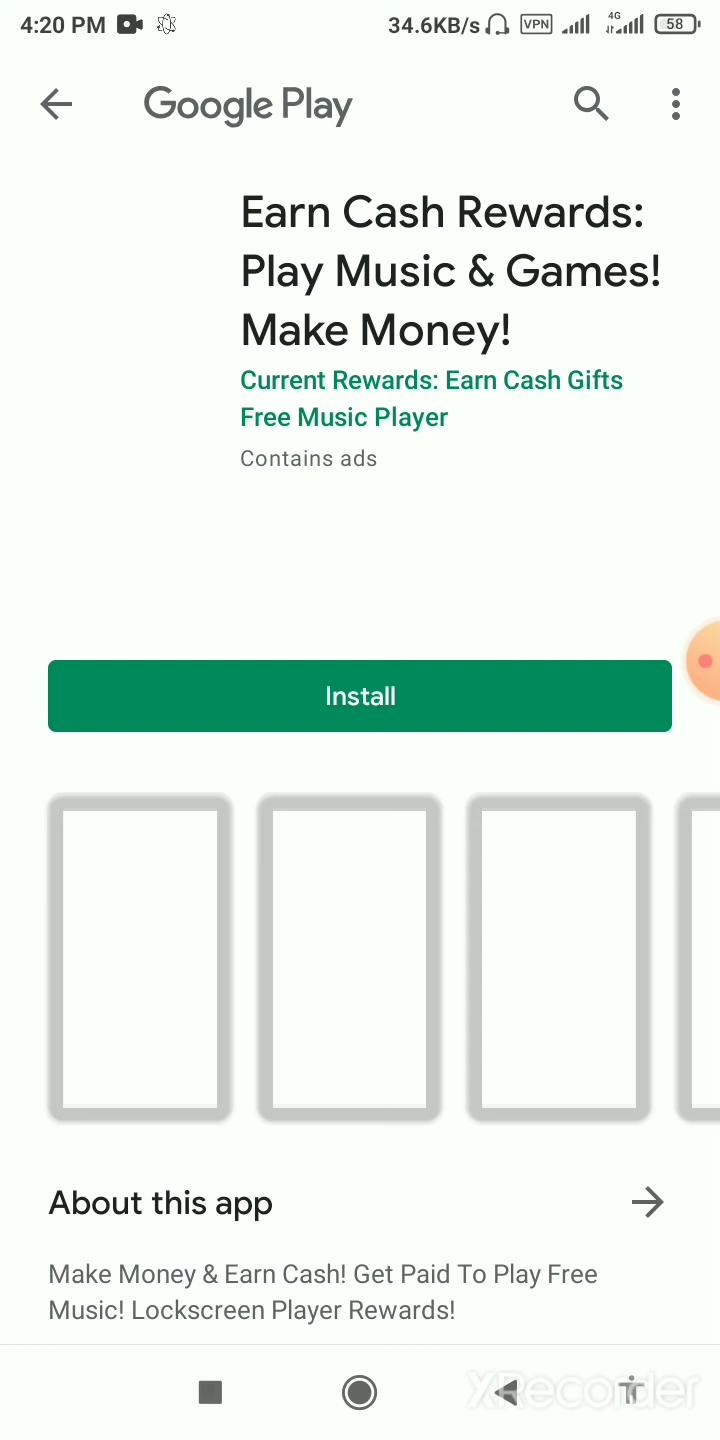 4:20 PM 34.6KB/s VPN 4G 58
Google Play
Earn Cash Rewards:
Play Music & Games!
Make Money!
Current Rewards: Earn Cash Gifts
Free Music Player
Contains ads
Install
About this app
Make Money & Earn Cash! Get Paid To Play Free
Music! Lockscreen Player Rewards!
XRecorder